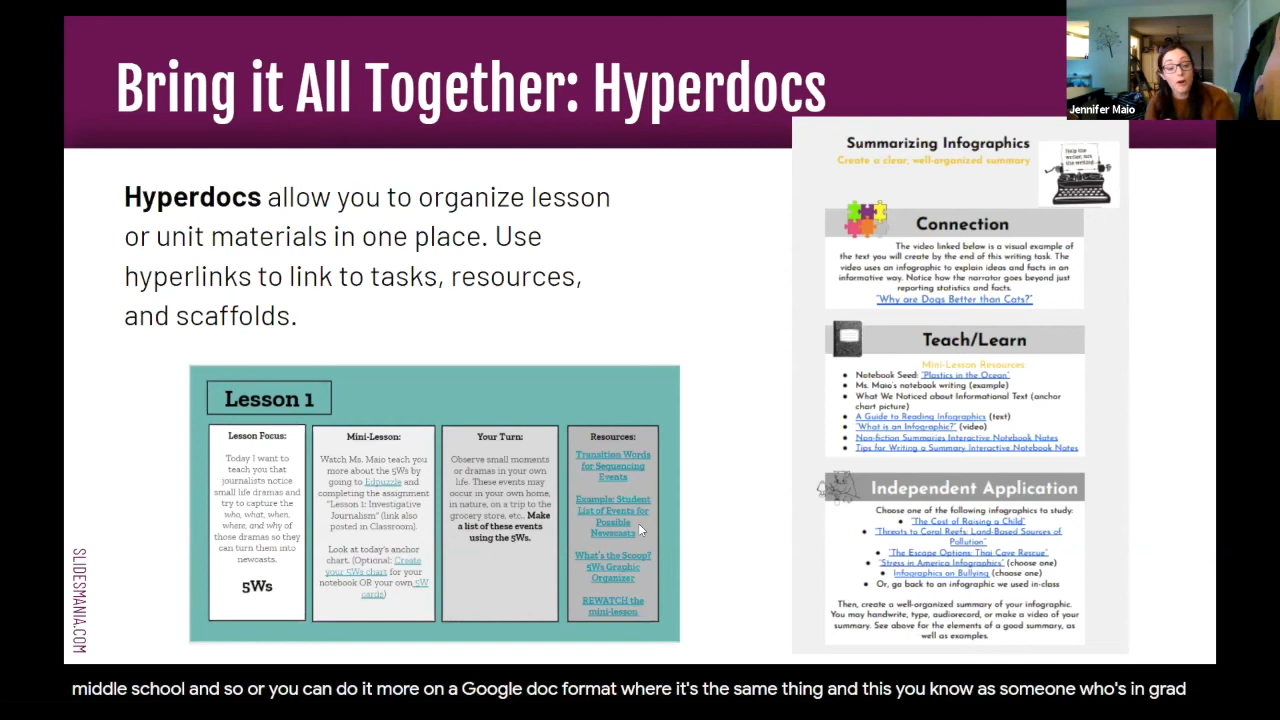 Bring it All Together: Hyperdocs
Jennifer Maio
Hyperdocs allow you to organize lesson
or unit materials in one place. Use
hyperlinks to link to tasks, resources,
and scaffolds.
Lesson 1
Lesson Focus:
Today I want to
teach you that
journalists notice
small life dramas and
try to capture the
who, what, when,
where, and why of
those dramas so they
can turn them into
newcasts.
5Ws
Mini-Lesson:
Watch Ms. Maio teach you
more about the 5Ws by
going to Edpuzzle and
completing the assignment
"Lesson 1: Investigative
Journalism" (link also
posted in Classroom).
Look at today's anchor
chart. (Optional: Create
your 5Ws chart for your
notebook OR your own 5W
cards)
Your Turn:
Observe small moments
or dramas in your own
life. These events may
occur in your own home,
in nature, on a trip to the
grocery store, etc.. Make
a list of these events
using the 5Ws.
Resources:
Transition Words
for Sequencing
Events
Example: Student
List of Events for
Possible
Newscasts
What's the Scoop?
5Ws Graphic
Organizer
REWATCH the
mini-lesson
Summarizing Infographics
Create a clear, well-organized summary
Help the
writer, not
the writing.
Connection
The video linked below is a visual example of
the text you will create by the end of this writing task. The
video uses an infographic to explain ideas and facts in an
informative way. Notice how the narrator goes beyond just
reporting statistics and facts.
"Why are Dogs Better than Cats?"
Teach/Learn
Mini-Lesson Resources
● Notebook Seed: "Plastics in the Ocean"
● Ms. Maio's notebook writing (example)
● What We Noticed about Informational Text (anchor
chart picture)
● A Guide to Reading Infographics (text)
● "What is an Infographic?" (video)
● Non-fiction Summaries Interactive Notebook Notes
● Tips for Writing a Summary Interactive Notebook Notes
Independent Application
Choose one of the following infographics to study:
● "The Cost of Raising a Child"
● "Threats to Coral Reefs: Land-Based Sources of
Pollution"
● "The Escape Options: Thai Cave Rescue"
● "Stress in America Infographics" (choose one)
● Infographics on Bullying (choose one)
● Or, go back to an infographic we used in-class
Then, create a well-organized summary of your infographic.
You may handwrite, type, audiorecord, or make a video of your
summary. See above for the elements of a good summary, as
well as examples.
SLIDESMANIA.COM
middle school and so or you can do it more on a Google doc format where it's the same thing and this you know as someone who's in grad